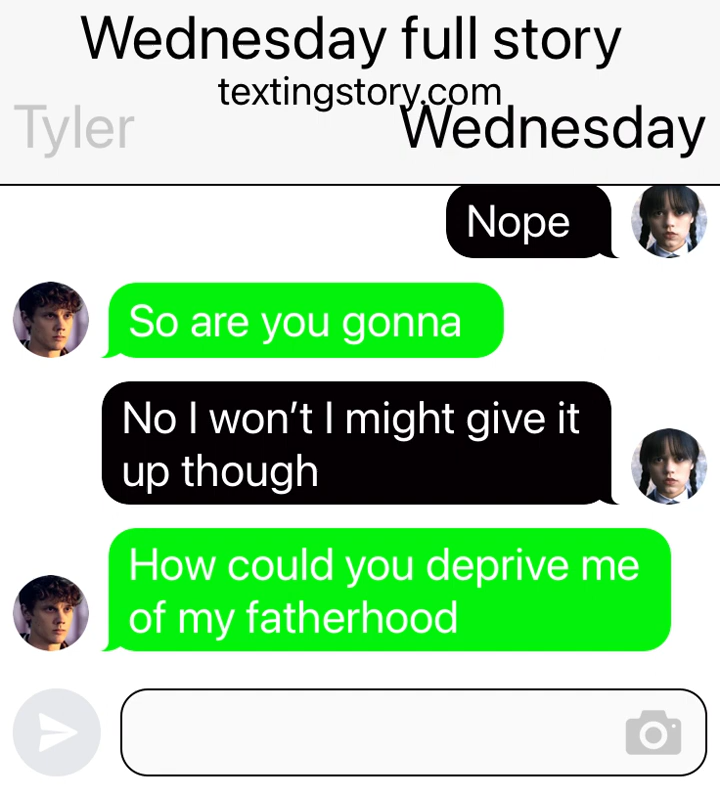 Wednesday full story
textingstory.com
Tyler
Wednesday
Nope
So are you gonna
No I won't I might give it
up though
How could you deprive me
of my fatherhood